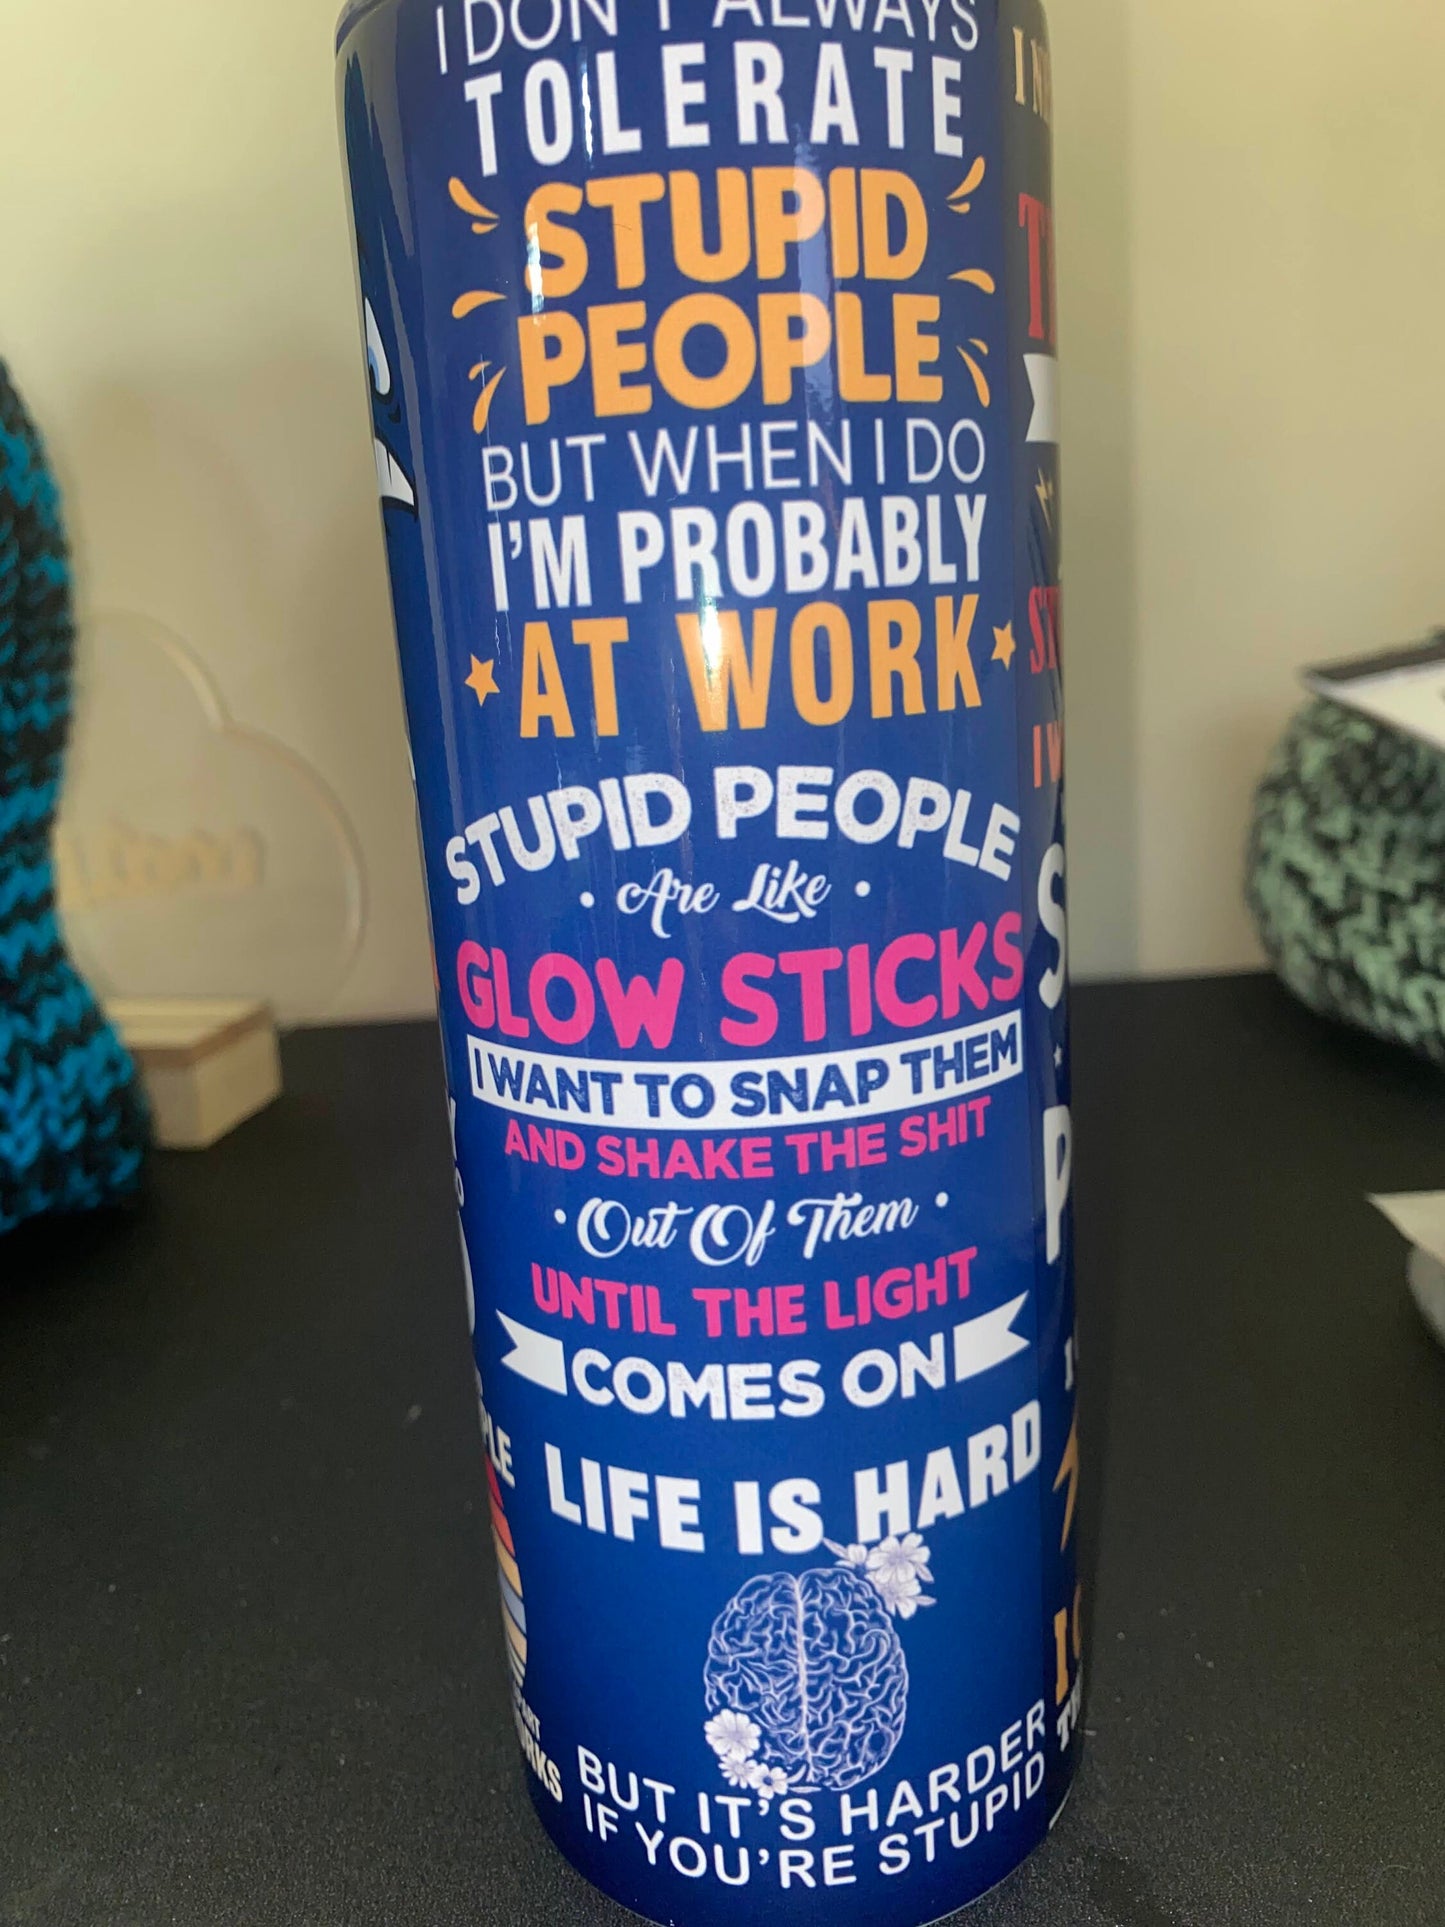 I DON'T ALWAYS
TOLERATE
STUPID
PEOPLE
BUT WHEN I DO
I'M PROBABLY
AT WORK
STUPID PEOPLE
Are Like
GLOW STICKS
I WANT TO SNAP THEM
AND SHAKE THE SHIT
Out Of Them
UNTIL THE LIGHT
COMES ON
LIFE IS HARD
BUT IT'S HARDER
IF YOU'RE STUPID